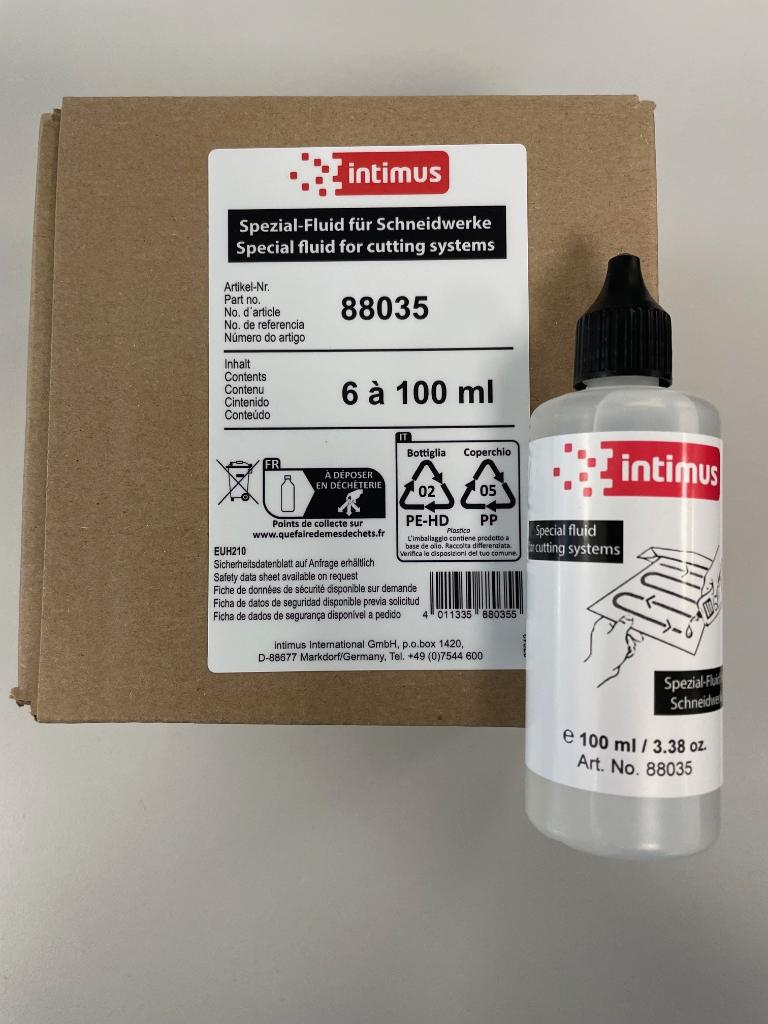 intimus
Spezial-Fluid für Schneidwerke
Special fluid for cutting systems
Artikel-Nr.
Part no.
No. d´article
No. de referencia
Número do artigo
88035
Inhalt
Contents
Contenu
Cintenido
Conteúdo
6 à 100 ml
FR
À DÉPOSER
EN DÉCHÈTERIE
Points de collecte sur
www.quefairedemesdechets.fr
IT
Bottiglia
Coperchio
02
05
PE-HD
PP
Plastica
L'imballaggio contiene prodotto a
base de olio. Raccolta differenziata.
Verifica le disposizioni del tuo comune.
EUH210
Sicherheitsdatenblatt auf Anfrage erhältlich
Safety data sheet available on request
Fiche de données de sécurité disponible sur demande
Ficha de datos de seguridad disponible previa solicitud
Ficha de dados de segurança disponível a pedido
4 011335 880355
intimus International GmbH, p.o.box 1420,
D-88677 Markdorf/Germany, Tel. +49 (0)7544 600
intimus
Special fluid
for cutting systems
Spezial-Fluid
Schneidwe
e 100 ml / 3.38 oz.
Art. No. 88035